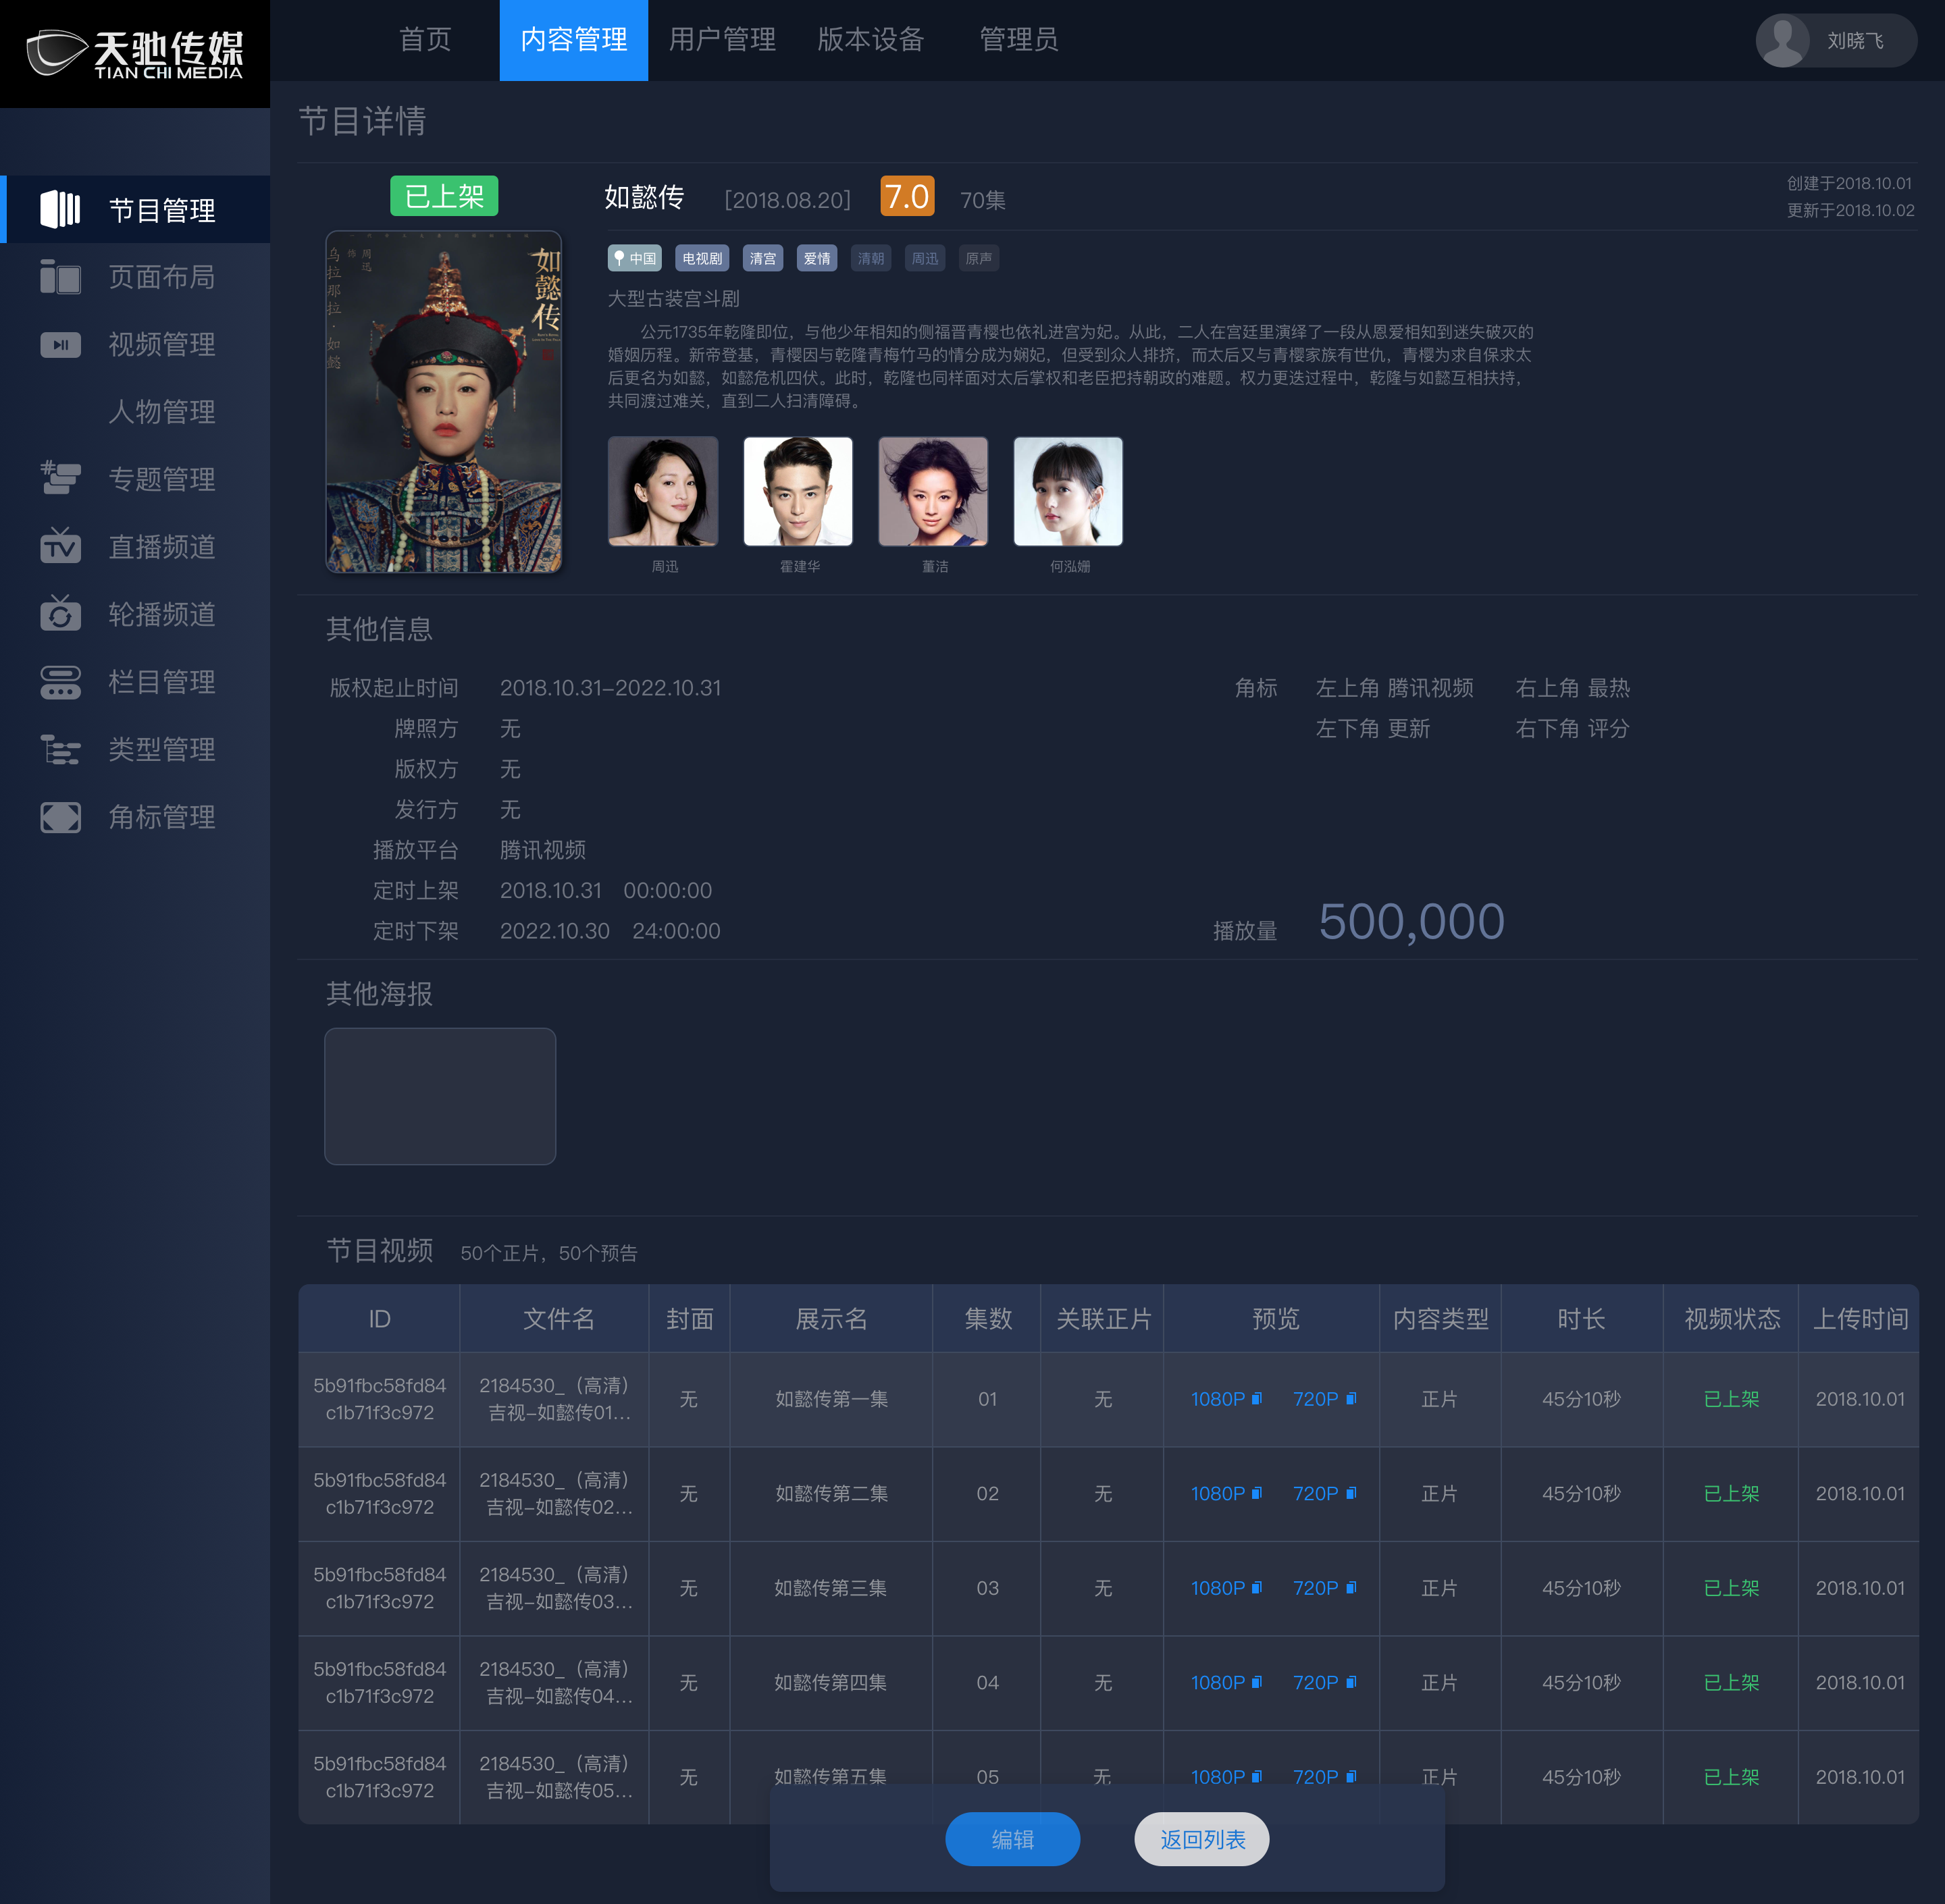 天驰传媒
TIAN CHI MEDIA
首页
内容管理
用户管理
版本设备
管理员
刘晓飞
节目管理
页面布局
视频管理
人物管理
专题管理
TV
直播频道
轮播频道
栏目管理
类型管理
角标管理
节目详情
已上架
如懿传
[2018.08.20]
7.0
70集
创建于2018.10.01
更新于2018.10.02
周迅
饰
乌拉那拉·如懿
如懿传
中国
电视剧
清宫
爱情
清朝
周迅
原声
大型古装宫斗剧
公元1735年乾隆即位，与他少年相知的侧福晋青樱也依礼进宫为妃。从此，二人在宫廷里演绎了一段从恩爱相知到迷失破灭的
婚姻历程。新帝登基，青樱因与乾隆青梅竹马的情分成为娴妃，但受到众人排挤，而太后又与青樱家族有世仇，青樱为求自保求太
后更名为如懿，如懿危机四伏。此时，乾隆也同样面对太后掌权和老臣把持朝政的难题。权力更迭过程中，乾隆与如懿互相扶持，
共同渡过难关，直到二人扫清障碍。
周迅
霍建华
董洁
何泓姗
其他信息
版权起止时间 2018.10.31-2022.10.31
牌照方 无
版权方 无
发行方 无
播放平台 腾讯视频
定时上架 2018.10.31 00:00:00
定时下架 2022.10.30 24:00:00
角标 左上角 腾讯视频 右上角 最热
左下角 更新 右下角 评分
播放量 500,000
其他海报
节目视频 50个正片，50个预告
ID 文件名 封面 展示名 集数 关联正片 预览 内容类型 时长 视频状态 上传时间
5b91fbc58fd84
c1b71f3c972
2184530_（高清）
吉视-如懿传01...
无 如懿传第一集 01 无 1080P 720P 正片 45分10秒 已上架 2018.10.01
5b91fbc58fd84
c1b71f3c972
2184530_（高清）
吉视-如懿传02...
无 如懿传第二集 02 无 1080P 720P 正片 45分10秒 已上架 2018.10.01
5b91fbc58fd84
c1b71f3c972
2184530_（高清）
吉视-如懿传03...
无 如懿传第三集 03 无 1080P 720P 正片 45分10秒 已上架 2018.10.01
5b91fbc58fd84
c1b71f3c972
2184530_（高清）
吉视-如懿传04...
无 如懿传第四集 04 无 1080P 720P 正片 45分10秒 已上架 2018.10.01
5b91fbc58fd84
c1b71f3c972
2184530_（高清）
吉视-如懿传05...
无 如懿传第五集 05 无 1080P 720P 正片 45分10秒 已上架 2018.10.01
编辑
返回列表